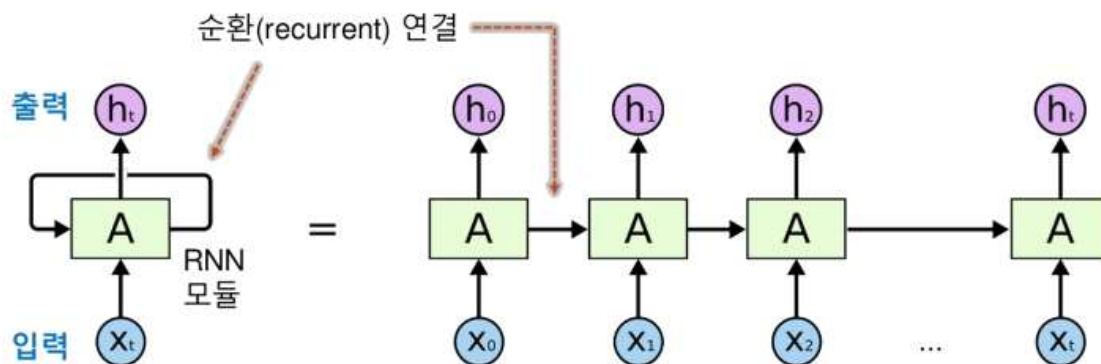 순환(recurrent) 연결
출력 hₜ h₀ h₁ h₂ hₜ
A = A A A A
RNN
모듈
입력 xₜ x₀ x₁ x₂ ... xₜ